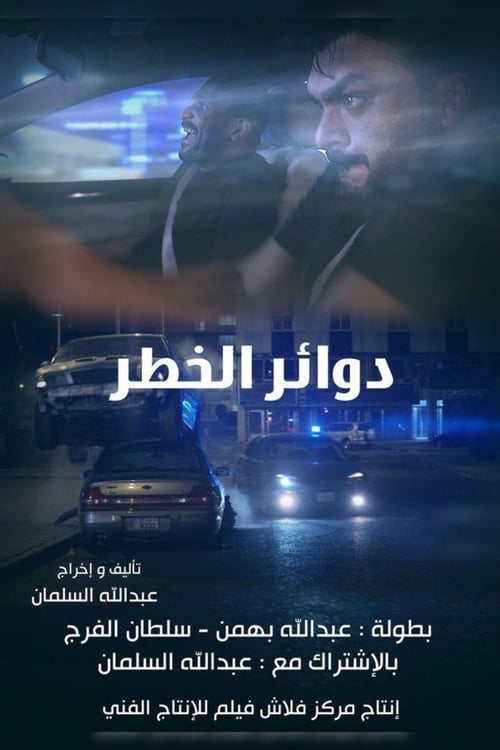 دوائر الخطر
تأليف و إخراج
عبدالله السلمان
بطولة : عبدالله بهمن - سلطان الفرج
بالإشتراك مع : عبدالله السلمان
إنتاج مركز فلاش فيلم للإنتاج الفني